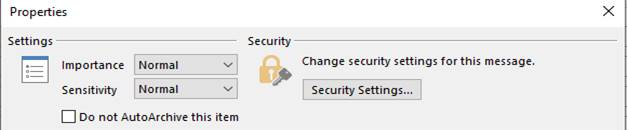 Properties
Settings
Security
Importance Normal
Change security settings for this message.
Sensitivity Normal
Security Settings...
Do not AutoArchive this item